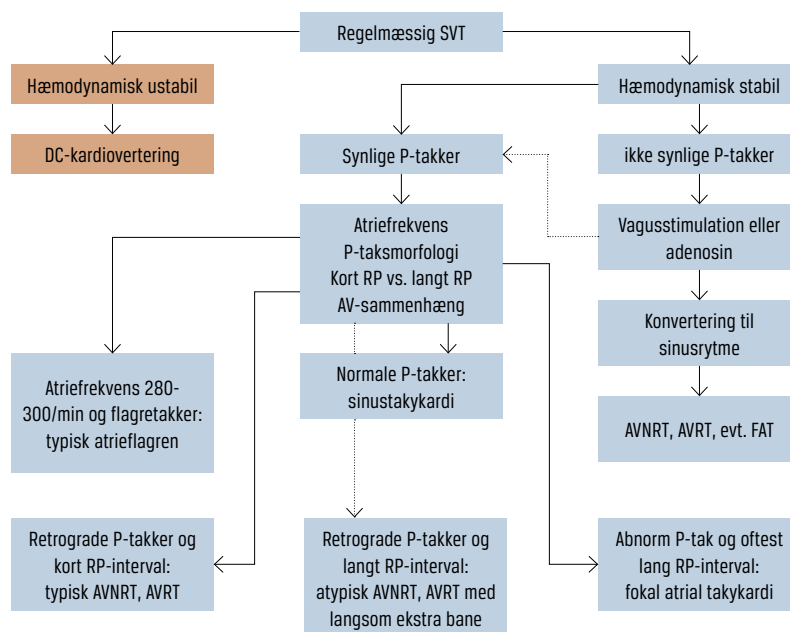 Regelmæssig SVT
Hæmodynamisk ustabil
Hæmodynamisk stabil
DC-kardiovertering
Synlige P-takker
ikke synlige P-takker
Atriefrekvens
P-taksmorfologi
Kort RP vs. langt RP
AV-sammenhæng
Vagusstimulation eller
adenosin
Konvertering til
sinusrytme
Atriefrekvens 280-
300/min og flagretakker:
typisk atrieflagren
Normale P-takker:
sinustakykardi
AVNRT, AVRT, evt. FAT
Retrograde P-takker og
kort RP-interval:
typisk AVNRT, AVRT
Retrograde P-takker og
langt RP-interval:
atypisk AVNRT, AVRT med
langsom ekstra bane
Abnorm P-tak og oftest
lang RP-interval:
fokal atrial takykardi